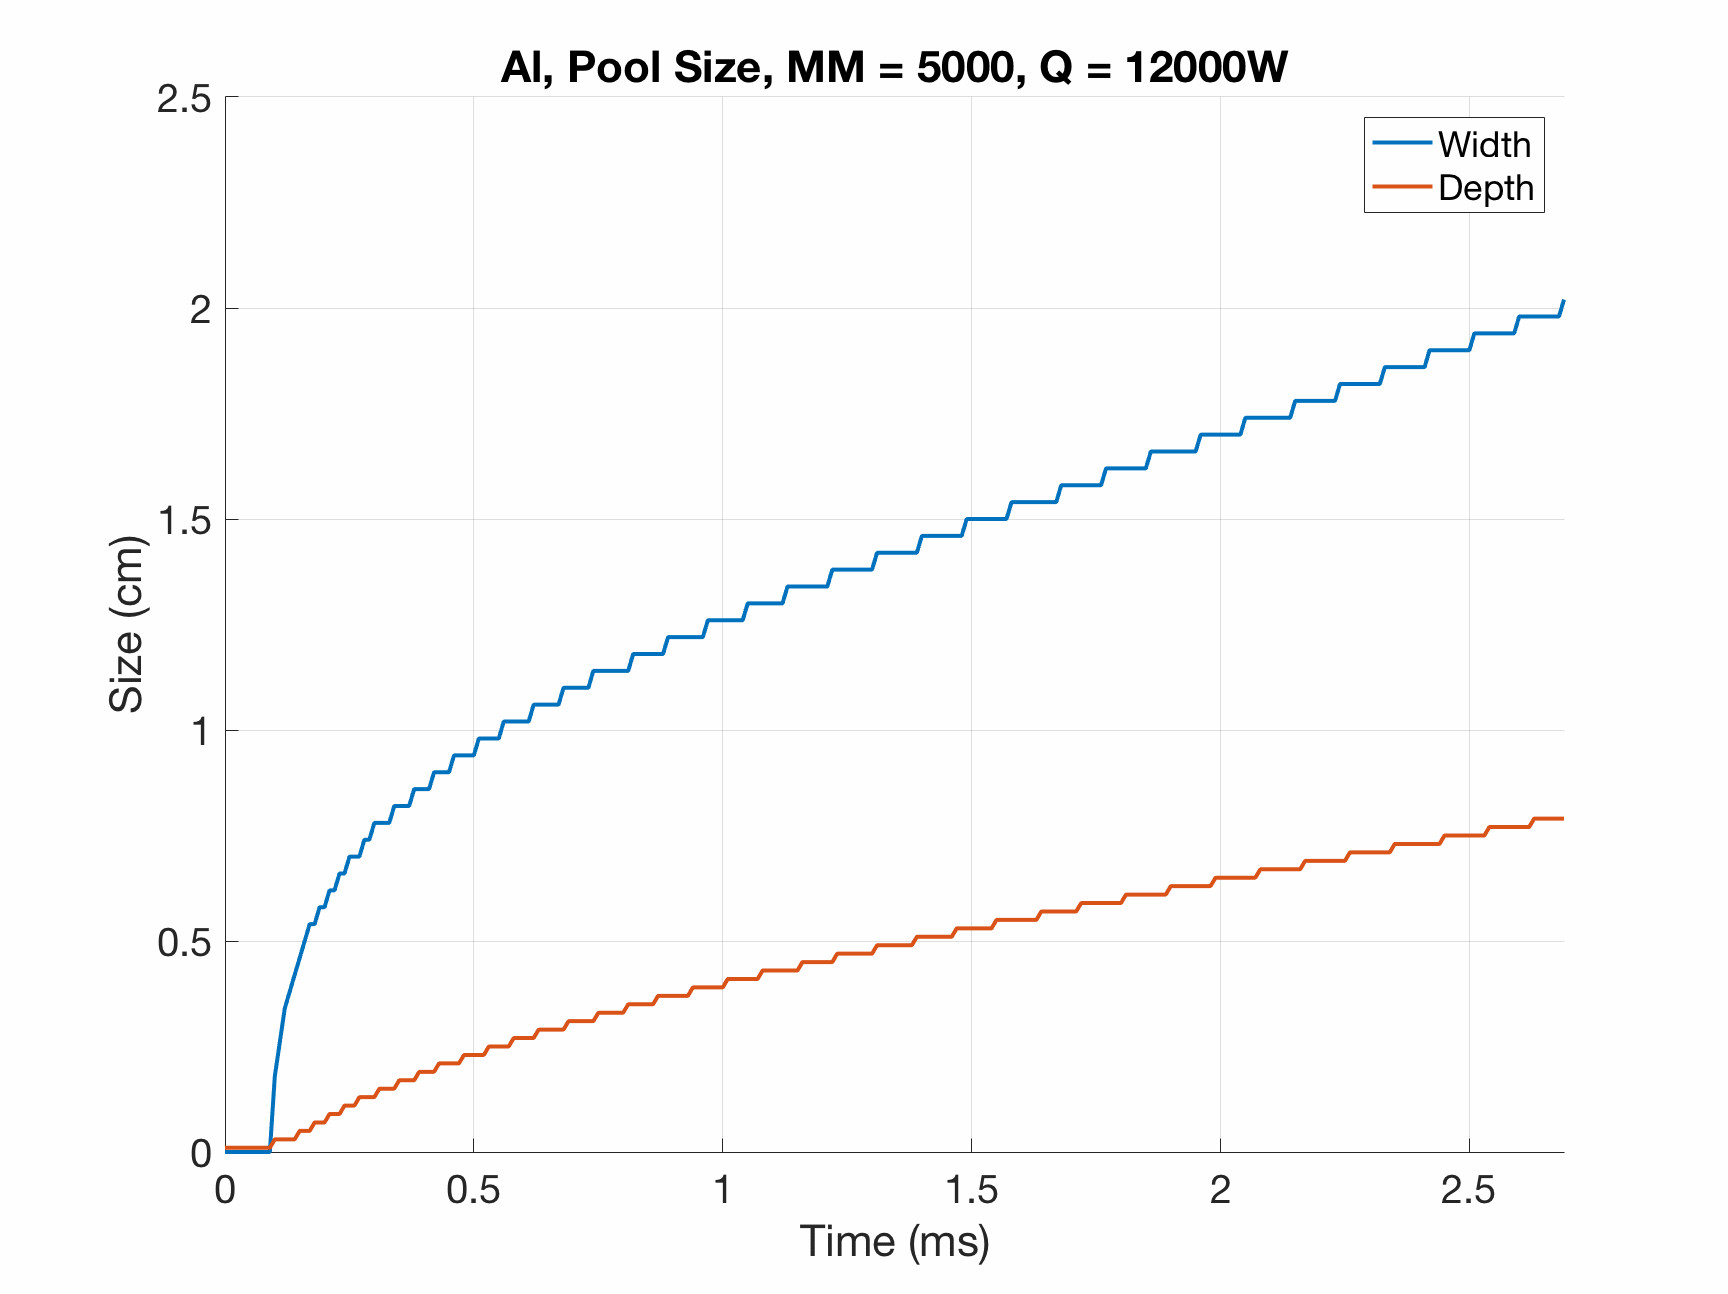 Al, Pool Size, MM = 5000, Q = 12000W
2.5
Width
Depth
2
1.5
1
0.5
0
Size (cm)
0
0.5
1
1.5
2
2.5
Time (ms)